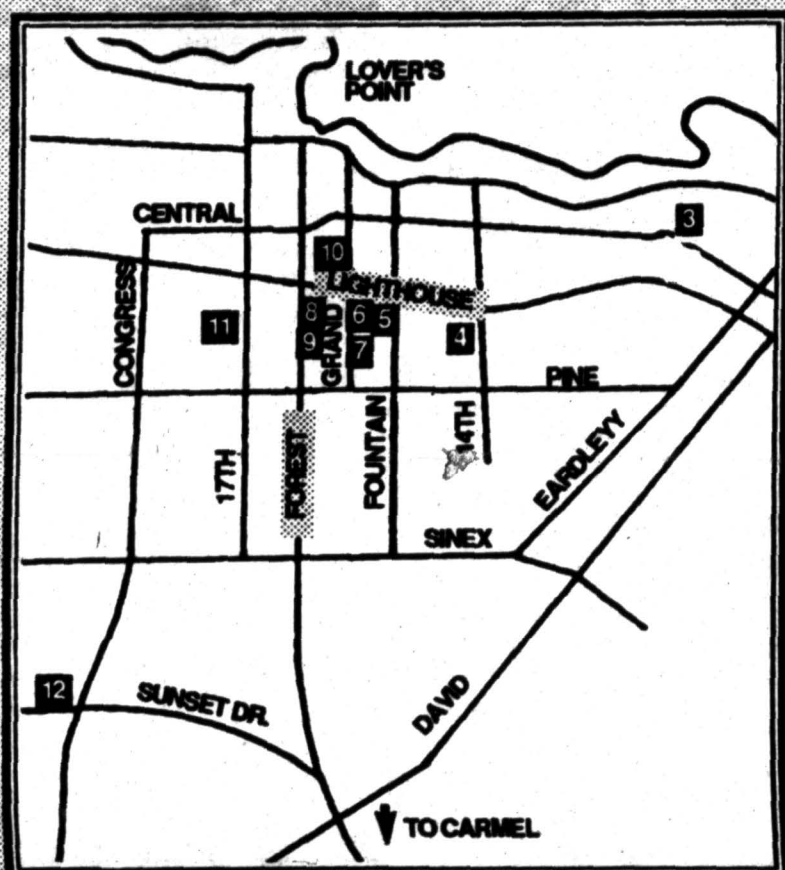 LOVER'S
POINT
CENTRAL
3
10
LIGHTHOUSE
CONGRESS
11
8
GRAND
6
5
9
7
4
PINE
17TH
FOREST
FOUNTAIN
14TH
EARDLEYY
SINEX
12
SUNSET DR.
DAVID
TO CARMEL